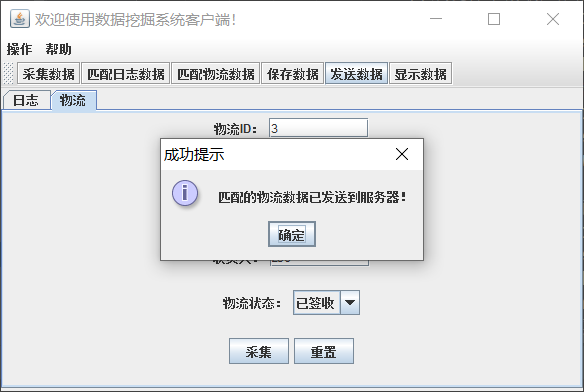 欢迎使用数据挖掘系统客户端!
操作 帮助
采集数据 匹配日志数据 匹配物流数据 保存数据 发送数据 显示数据
日志 物流
物流ID： 3
成功提示
匹配的物流数据已发送到服务器！
确定
物流状态： 已签收
采集 重置